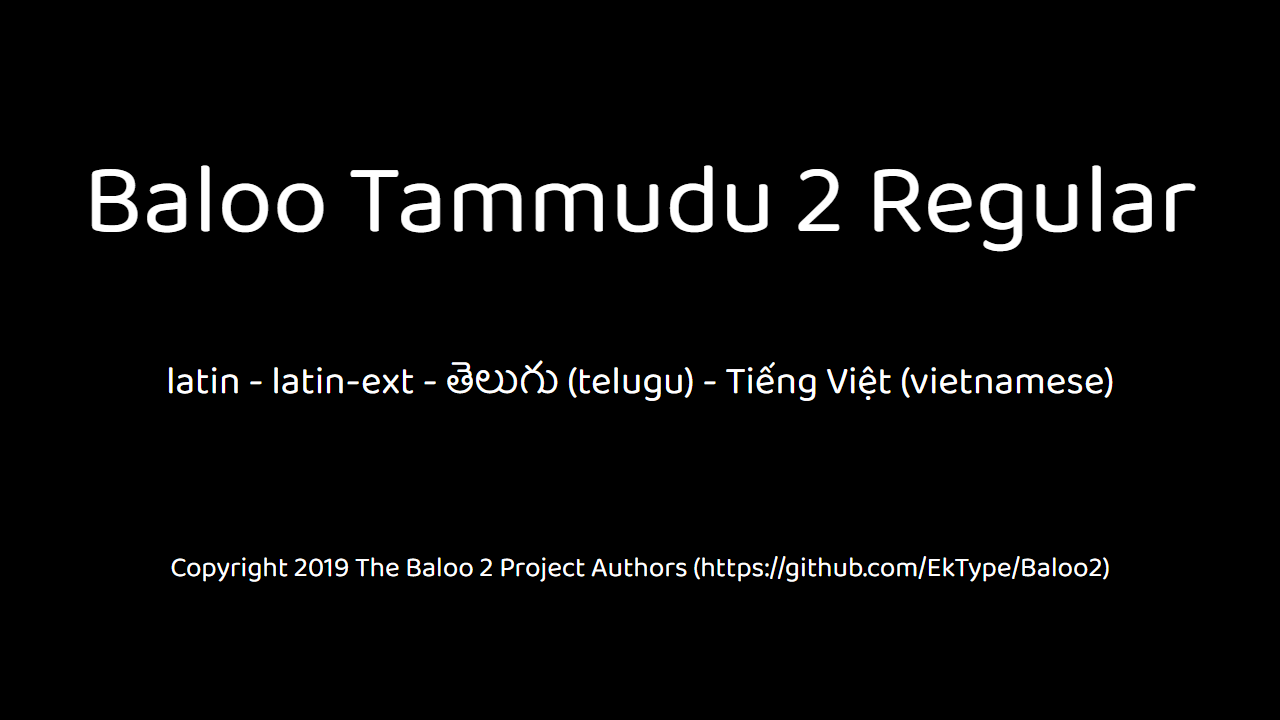 Baloo Tammudu 2 Regular
latin - latin-ext - తెలుగు (telugu) - Tiếng Việt (vietnamese)
Copyright 2019 The Baloo 2 Project Authors (https://github.com/EkType/Baloo2)